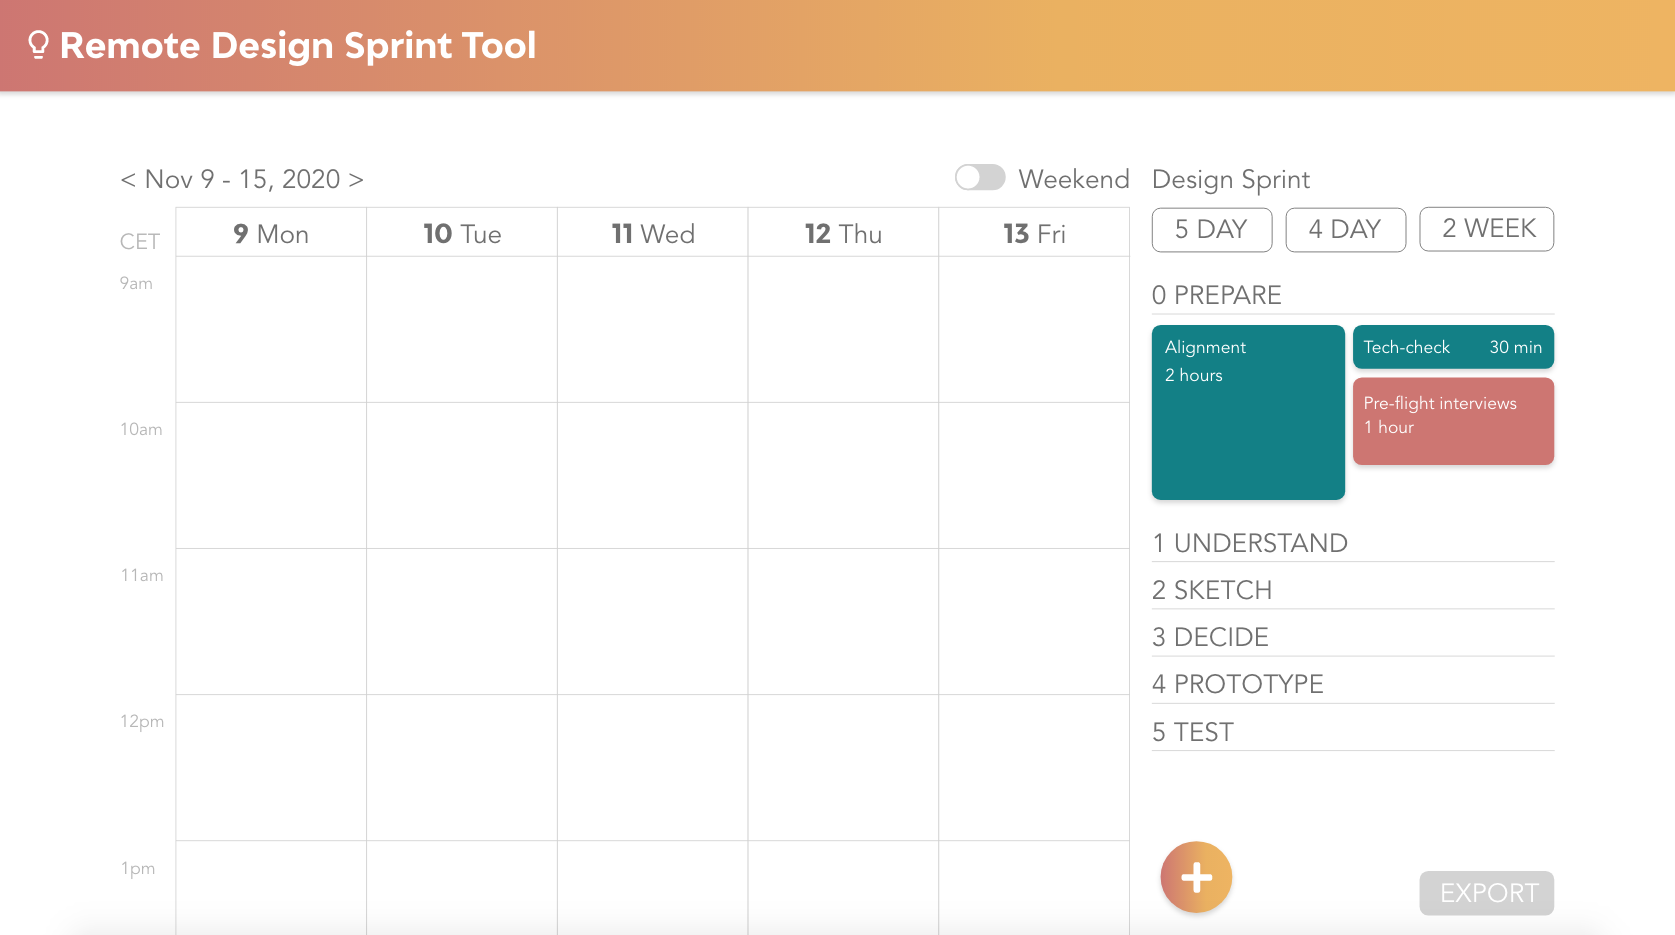 Remote Design Sprint Tool
< Nov 9 - 15, 2020 >
Weekend
Design Sprint
5 DAY
4 DAY
2 WEEK
CET
9 Mon
10 Tue
11 Wed
12 Thu
13 Fri
9am
10am
11am
12pm
1pm
0 PREPARE
Alignment
2 hours
Tech-check 30 min
Pre-flight interviews
1 hour
1 UNDERSTAND
2 SKETCH
3 DECIDE
4 PROTOTYPE
5 TEST
+
EXPORT